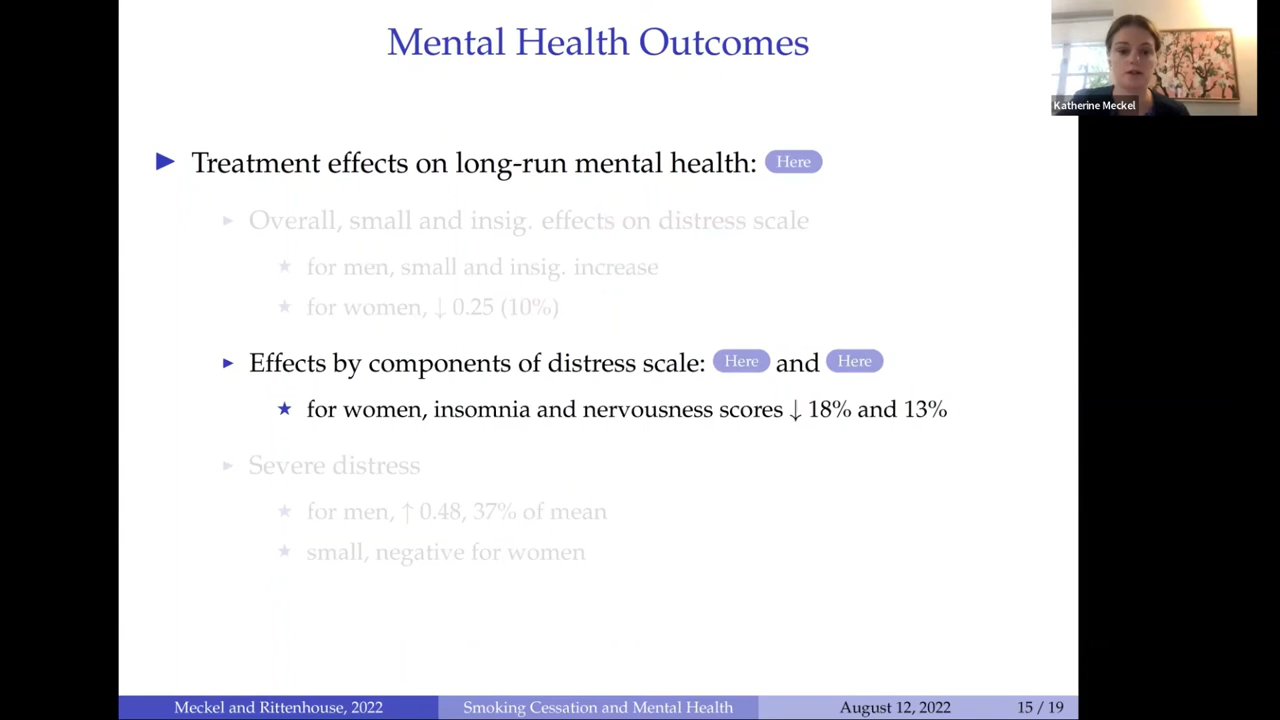 Mental Health Outcomes
Katherine Meckel
▶ Treatment effects on long-run mental health: Here
▶ Overall, small and insig. effects on distress scale
★ for men, small and insig. increase
★ for women, ↓ 0.25 (10%)
▶ Effects by components of distress scale: Here and Here
★ for women, insomnia and nervousness scores ↓ 18% and 13%
▶ Severe distress
★ for men, ↑ 0.48, 37% of mean
★ small, negative for women
Meckel and Rittenhouse, 2022 Smoking Cessation and Mental Health August 12, 2022 15 / 19